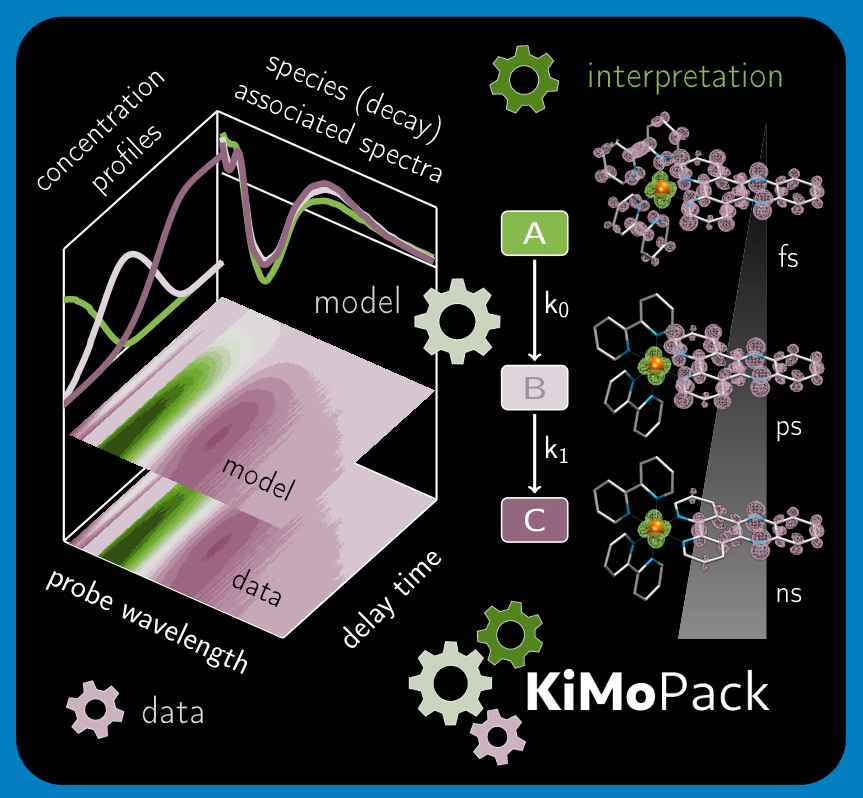 concentration
profiles
species (decay)
associated spectra
interpretation
model
A
k0
B
k1
C
fs
ps
ns
model
data
probe wavelength
delay time
data
KiMoPack